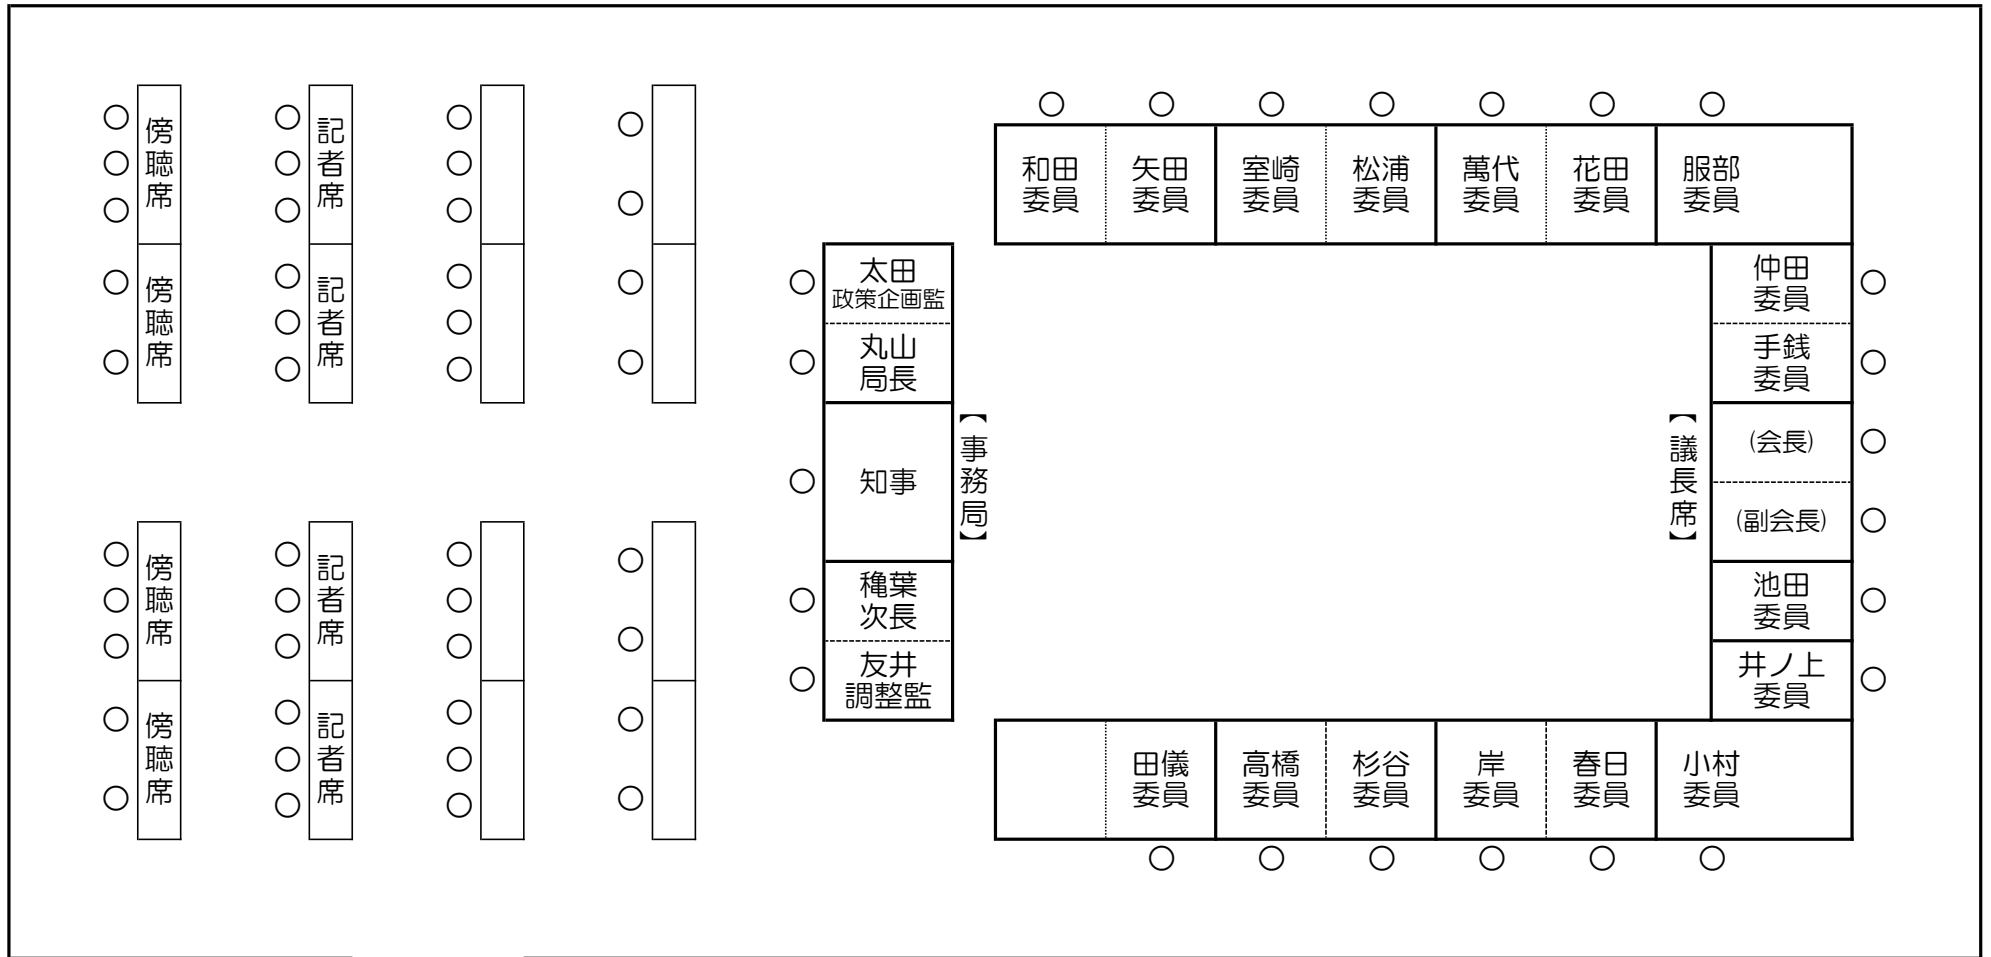 傍聴席
傍聴席
傍聴席
傍聴席
記者席
記者席
記者席
記者席
太田
政策企画監
丸山
局長
知事
穐葉
次長
友井
調整監
【事務局】
和田
委員
矢田
委員
室崎
委員
松浦
委員
萬代
委員
花田
委員
服部
委員
【議長席】
仲田
委員
手銭
委員
(会長)
(副会長)
池田
委員
井ノ上
委員
田儀
委員
高橋
委員
杉谷
委員
岸
委員
春日
委員
小村
委員